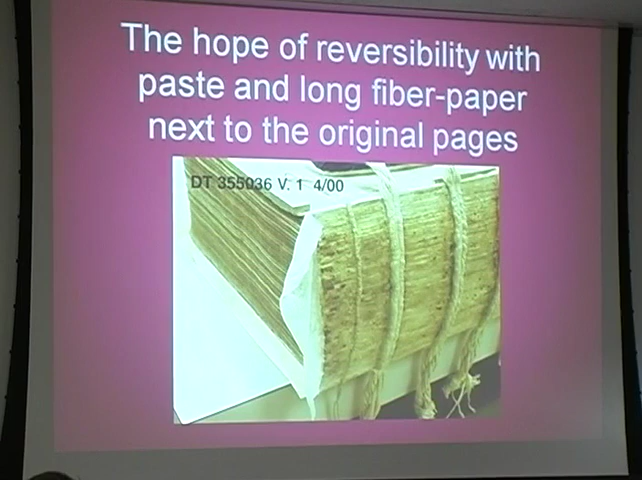 The hope of reversibility with
paste and long fiber-paper
next to the original pages
DT 355036 V. 1 4/00